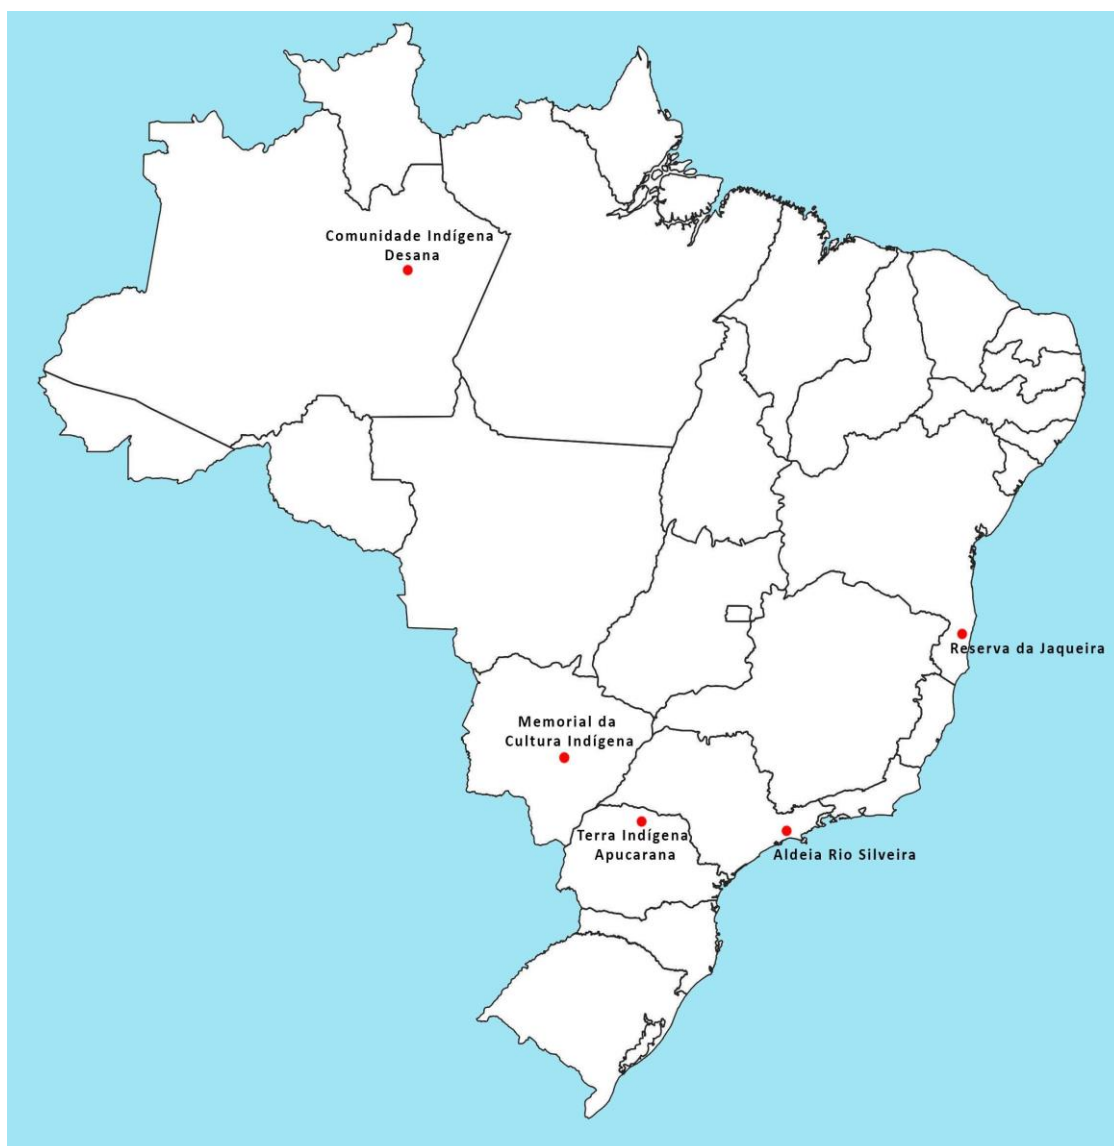 Comunidade Indígena
Desana
Reserva da Jaqueira
Memorial da
Cultura Indígena
Terra Indígena
Apucarana
Aldeia Rio Silveira